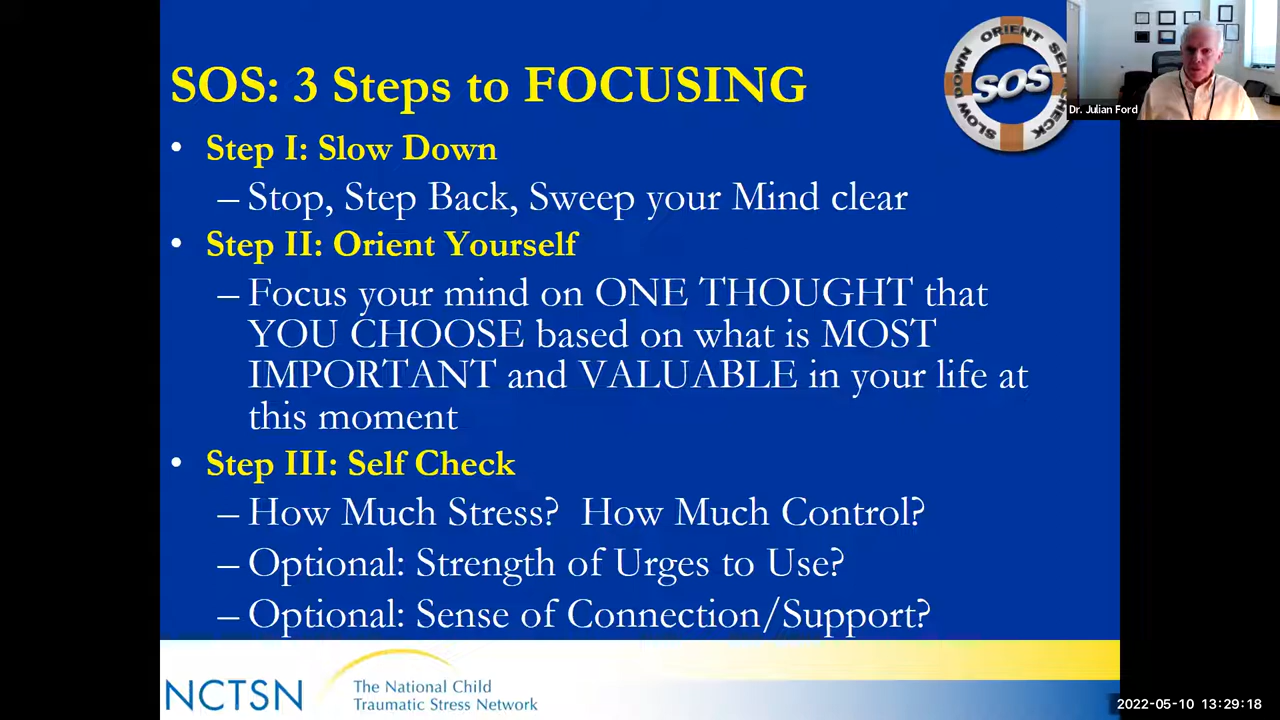 SOS: 3 Steps to FOCUSING
SLOW DOWN ORIENT SELF CHECK
SOS
Dr. Julian Ford
• Step I: Slow Down
– Stop, Step Back, Sweep your Mind clear
• Step II: Orient Yourself
– Focus your mind on ONE THOUGHT that
YOU CHOOSE based on what is MOST
IMPORTANT and VALUABLE in your life at
this moment
• Step III: Self Check
– How Much Stress?  How Much Control?
– Optional: Strength of Urges to Use?
– Optional: Sense of Connection/Support?
NCTSN
The National Child
Traumatic Stress Network
2022-05-10 13:29:18